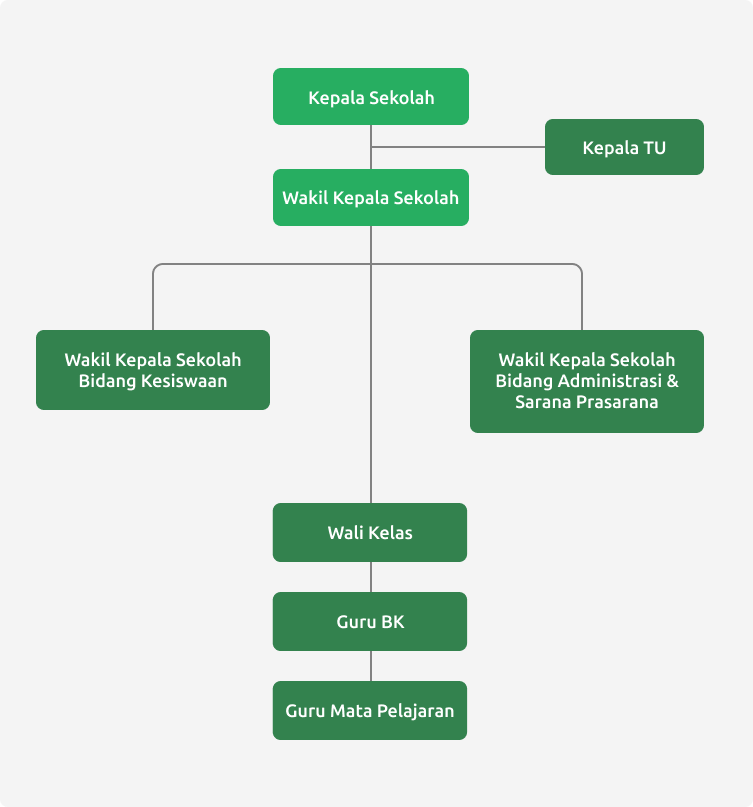 Kepala Sekolah
Kepala TU
Wakil Kepala Sekolah
Wakil Kepala Sekolah
Bidang Kesiswaan
Wakil Kepala Sekolah
Bidang Administrasi &
Sarana Prasarana
Wali Kelas
Guru BK
Guru Mata Pelajaran